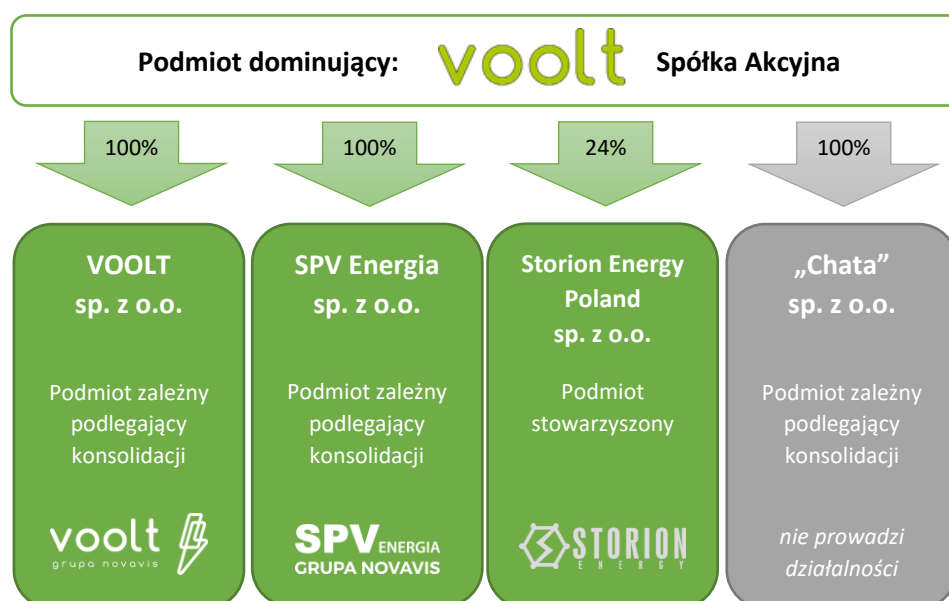 Podmiot dominujący: voolt Spółka Akcyjna
100%
100%
24%
100%
VOOLT
sp. z o.o.
Podmiot zależny
podlegający
konsolidacji
voolt
grupa novavis
SPV Energia
sp. z o.o.
Podmiot zależny
podlegający
konsolidacji
SPV ENERGIA
GRUPA NOVAVIS
Storion Energy
Poland
sp. z o.o.
Podmiot
stowarzyszony
STORION
ENERGY
„Chata”
sp. z o.o.
Podmiot zależny
podlegający
konsolidacji
nie prowadzi
działalności